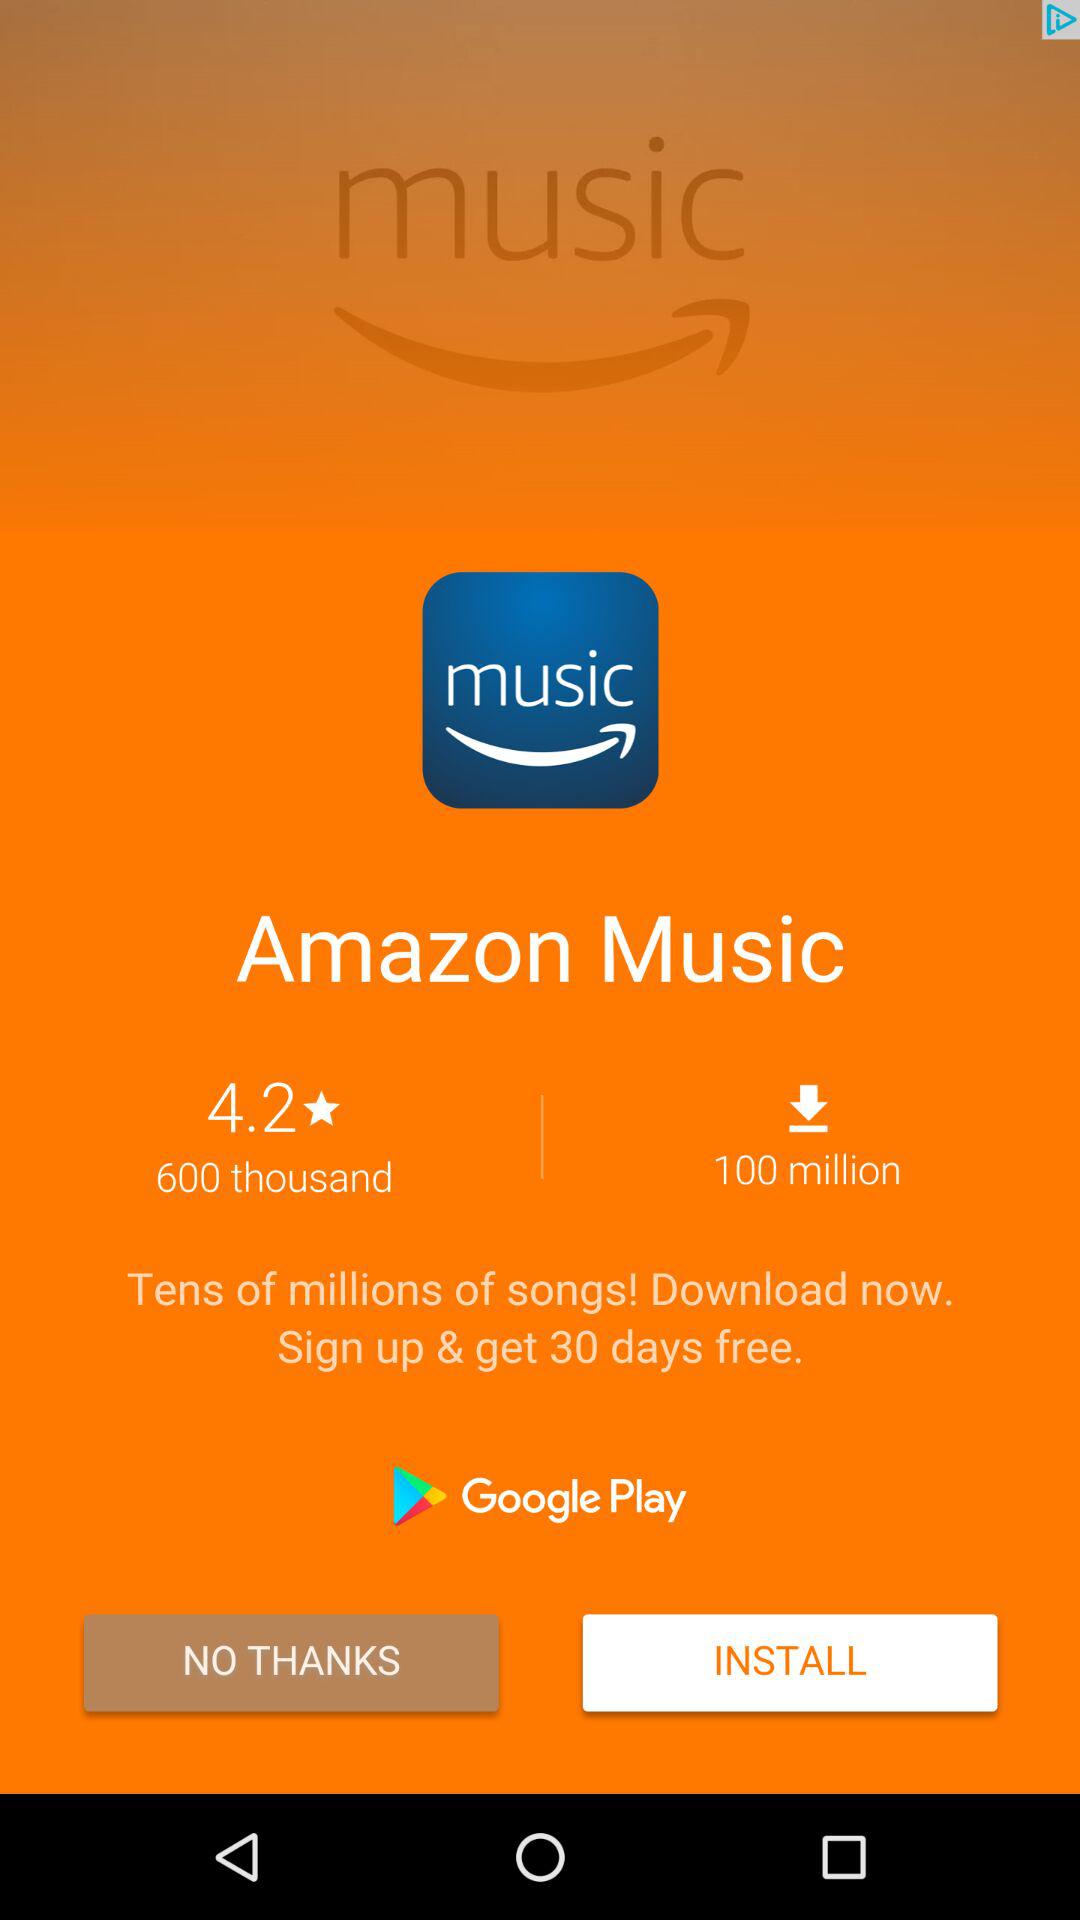 music
music
Amazon Music
4.2
600 thousand
100 million
Tens of millions of songs! Download now.
Sign up & get 30 days free.
Google Play
NO THANKS
INSTALL